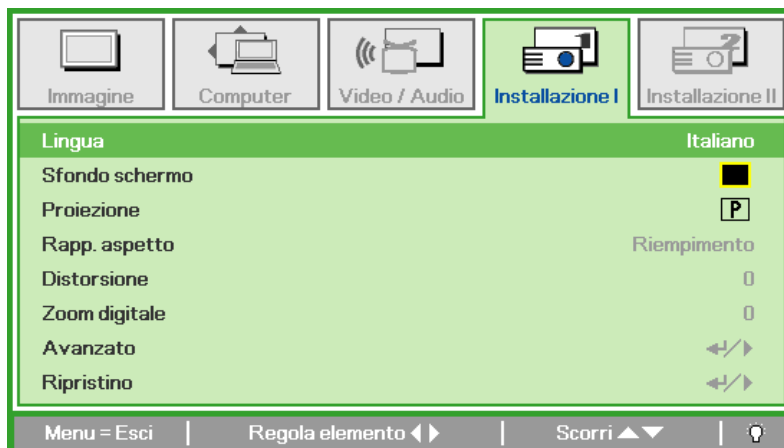 Immagine
Computer
Video / Audio
Installazione I
Installazione II
Lingua Italiano
Sfondo schermo
Proiezione P
Rapp. aspetto Riempimento
Distorsione 0
Zoom digitale 0
Avanzato
Ripristino
Menu = Esci Regola elemento Scorri